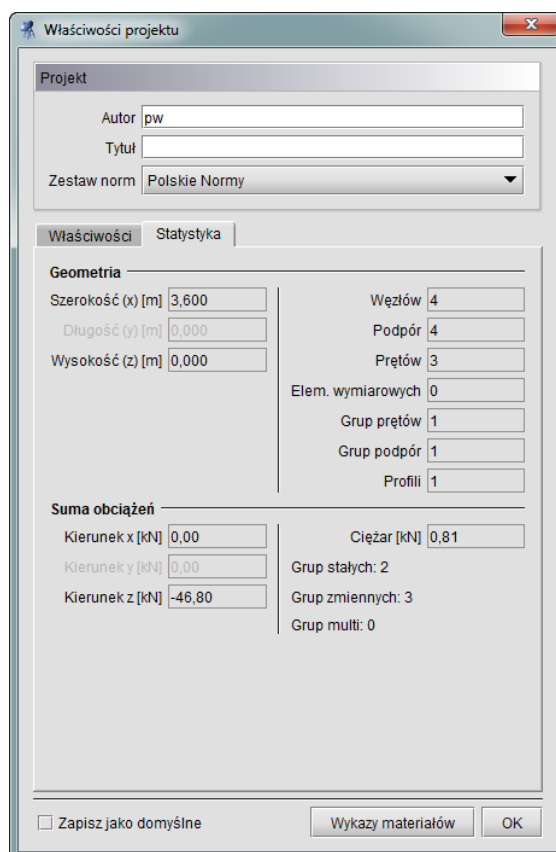 Właściwości projektu
Projekt
Autor pw
Tytuł
Zestaw norm Polskie Normy
Właściwości Statystyka
Geometria
Szerokość (x) [m] 3,600 Węzłów 4
Długość (y) [m] 0,000 Podpór 4
Wysokość (z) [m] 0,000 Prętów 3
Elem. wymiarowych 0
Grup prętów 1
Grup podpór 1
Profili 1
Suma obciążeń
Kierunek x [kN] 0,00 Ciężar [kN] 0,81
Kierunek y [kN] 0,00 Grup stałych: 2
Kierunek z [kN] -46,80 Grup zmiennych: 3
Grup multi: 0
Zapisz jako domyślne Wykazy materiałów OK